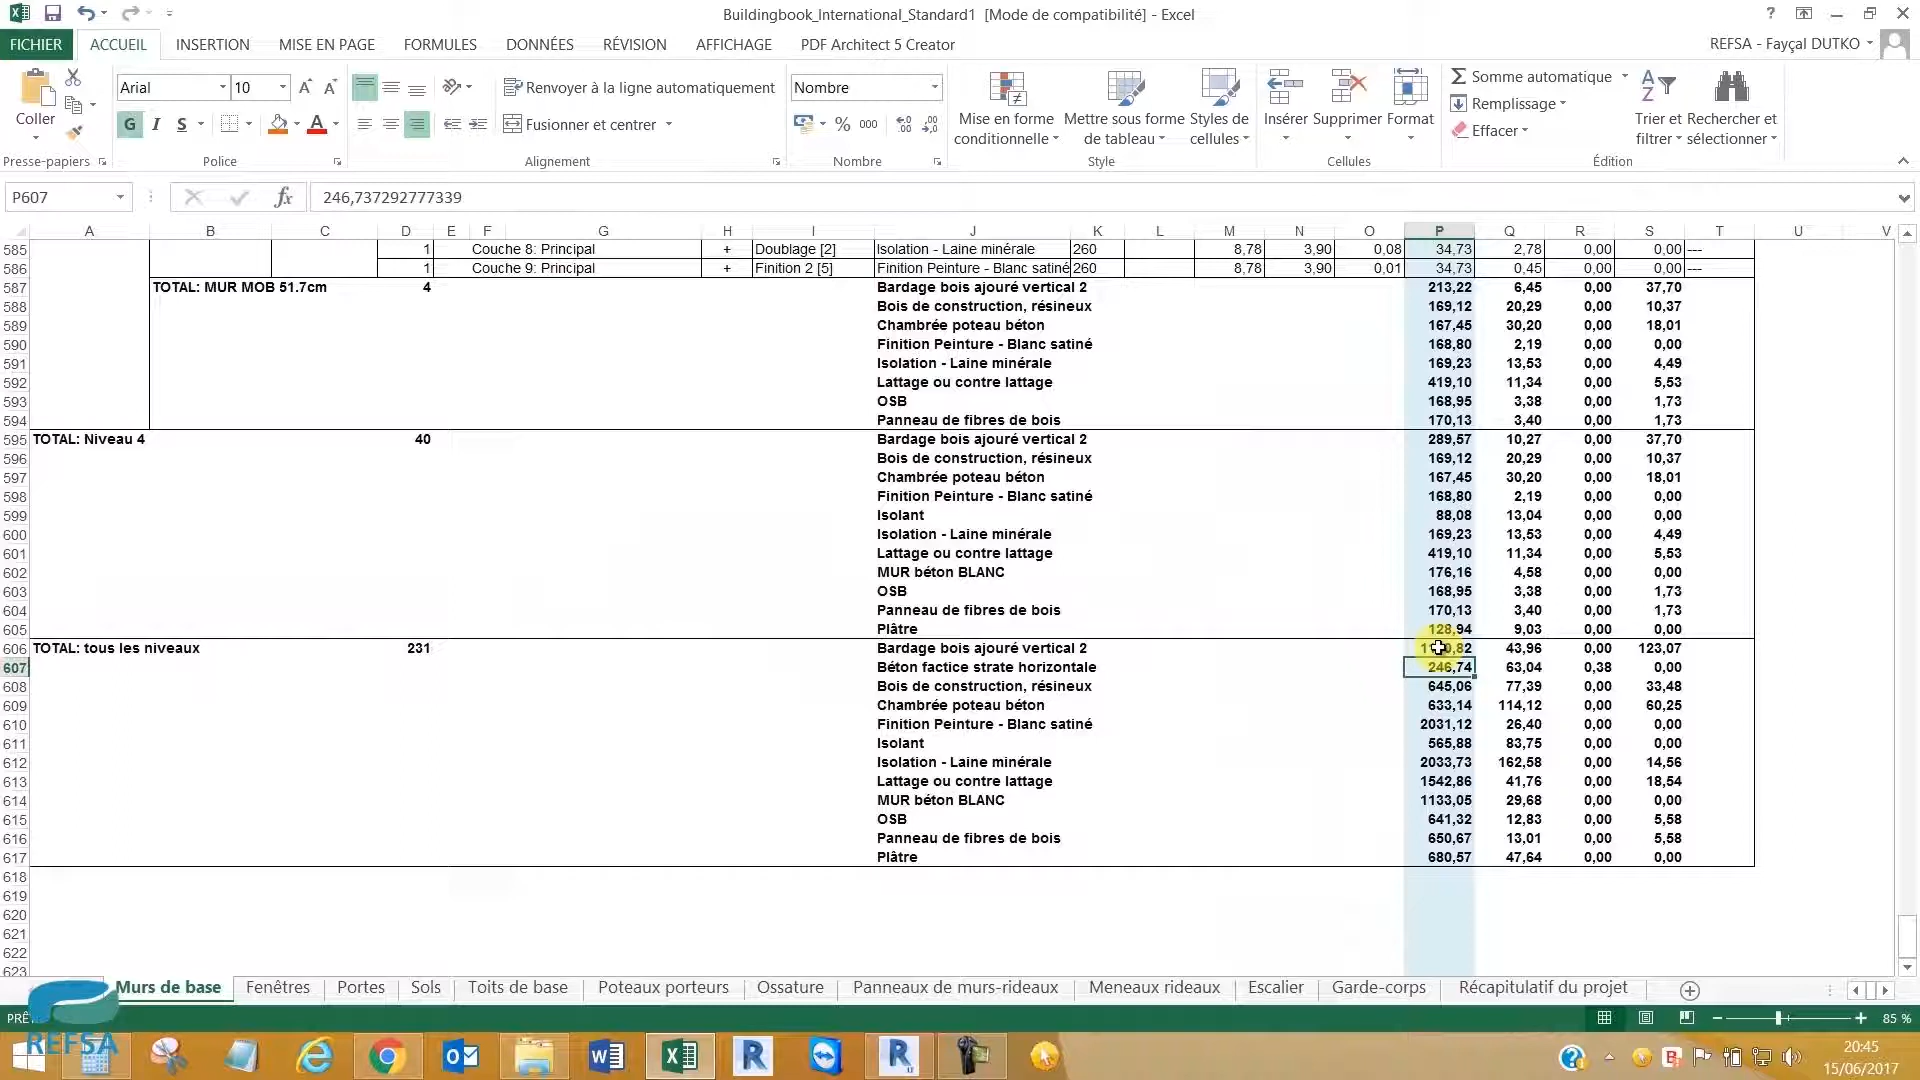 Buildingbook_International_Standard1 [Mode de compatibilité] - Excel
FICHIER ACCUEIL INSERTION MISE EN PAGE FORMULES DONNÉES RÉVISION AFFICHAGE PDF Architect 5 Creator REFSA - Fayçal DUTKO
Coller
Presse-papiers
Arial 10
G I S
Police
Renvoyer à la ligne automatiquement
Fusionner et centrer
Alignement
Nombre
% 000
Nombre
Mise en forme conditionnelle
Mettre sous forme de tableau
Styles de cellules
Style
Insérer Supprimer Format
Cellules
Somme automatique
Remplissage
Effacer
Trier et filtrer
Rechercher et sélectionner
Édition
P607 fx 246,737292777339
A B C D E F G H I J K L M N O P Q R S T U V
585 1 Couche 8: Principal + Doublage [2] Isolation - Laine minérale 260 8,78 3,90 0,08 34,73 2,78 0,00 0,00 ---
586 1 Couche 9: Principal + Finition 2 [5] Finition Peinture - Blanc satiné 260 8,78 3,90 0,01 34,73 0,45 0,00 0,00 ---
587 TOTAL: MUR MOB 51.7cm 4 Bardage bois ajouré vertical 2 213,22 6,45 0,00 37,70
588 Bois de construction, résineux 169,12 20,29 0,00 10,37
589 Chambrée poteau béton 167,45 30,20 0,00 18,01
590 Finition Peinture - Blanc satiné 168,80 2,19 0,00 0,00
591 Isolation - Laine minérale 169,23 13,53 0,00 4,49
592 Lattage ou contre lattage 419,10 11,34 0,00 5,53
593 OSB 168,95 3,38 0,00 1,73
594 Panneau de fibres de bois 170,13 3,40 0,00 1,73
595 TOTAL: Niveau 4 40 Bardage bois ajouré vertical 2 289,57 10,27 0,00 37,70
596 Bois de construction, résineux 169,12 20,29 0,00 10,37
597 Chambrée poteau béton 167,45 30,20 0,00 18,01
598 Finition Peinture - Blanc satiné 168,80 2,19 0,00 0,00
599 Isolant 88,08 13,04 0,00 0,00
600 Isolation - Laine minérale 169,23 13,53 0,00 4,49
601 Lattage ou contre lattage 419,10 11,34 0,00 5,53
602 MUR béton BLANC 176,16 4,58 0,00 0,00
603 OSB 168,95 3,38 0,00 1,73
604 Panneau de fibres de bois 170,13 3,40 0,00 1,73
605 Plâtre 128,94 9,03 0,00 0,00
606 TOTAL: tous les niveaux 231 Bardage bois ajouré vertical 2 43,96 0,00 123,07
607 Béton factice strate horizontale 246,74 63,04 0,38 0,00
608 Bois de construction, résineux 645,06 77,39 0,00 33,48
609 Chambrée poteau béton 633,14 114,12 0,00 60,25
610 Finition Peinture - Blanc satiné 2031,12 26,40 0,00 0,00
611 Isolant 565,88 83,75 0,00 0,00
612 Isolation - Laine minérale 2033,73 162,58 0,00 14,56
613 Lattage ou contre lattage 1542,86 41,76 0,00 18,54
614 MUR béton BLANC 1133,05 29,68 0,00 0,00
615 OSB 641,32 12,83 0,00 5,58
616 Panneau de fibres de bois 650,67 13,01 0,00 5,58
617 Plâtre 680,57 47,64 0,00 0,00
618
619
620
621
622
623
Murs de base Fenêtres Portes Sols Toits de base Poteaux porteurs Ossature Panneaux de murs-rideaux Meneaux rideaux Escalier Garde-corps Récapitulatif du projet
85 %
REFSA
20:45
15/06/2017